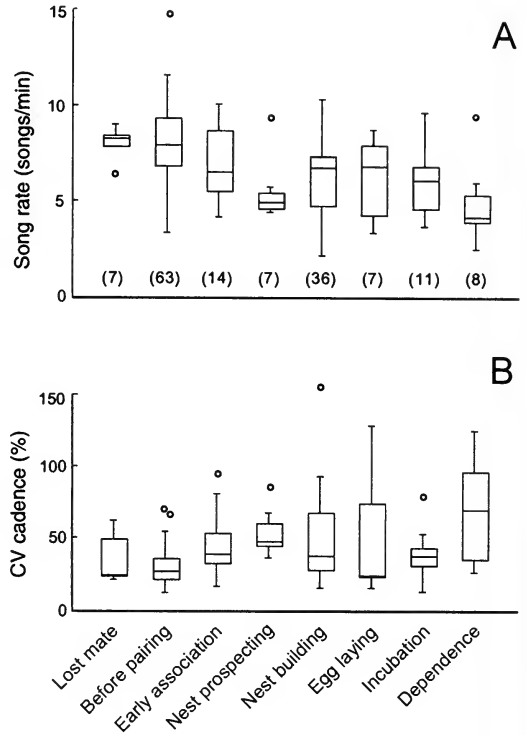 A
Song rate (songs/min)
15
10
5
0
(7) (63) (14) (7) (36) (7) (11) (8)
B
CV cadence (%)
150
100
50
0
Lost mate
Before pairing
Early association
Nest prospecting
Nest building
Egg laying
Incubation
Dependence